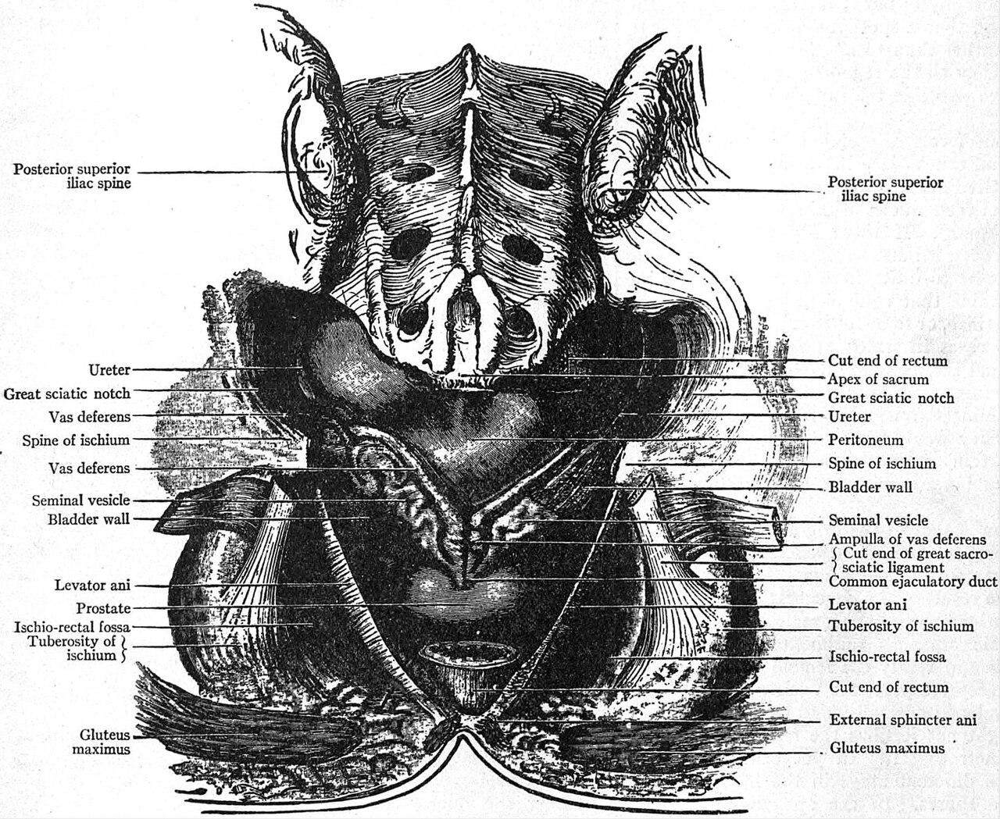 Posterior superior
iliac spine
Ureter
Great sciatic notch
Vas deferens
Spine of ischium
Vas deferens
Seminal vesicle
Bladder wall
Levator ani
Prostate
Ischio-rectal fossa
Tuberosity of
ischium
Gluteus
maximus
Posterior superior
iliac spine
Cut end of rectum
Apex of sacrum
Great sciatic notch
Ureter
Peritoneum
Spine of ischium
Bladder wall
Seminal vesicle
Ampulla of vas deferens
Cut end of great sacro-
sciatic ligament
Common ejaculatory duct
Levator ani
Tuberosity of ischium
Ischio-rectal fossa
Cut end of rectum
External sphincter ani
Gluteus maximus